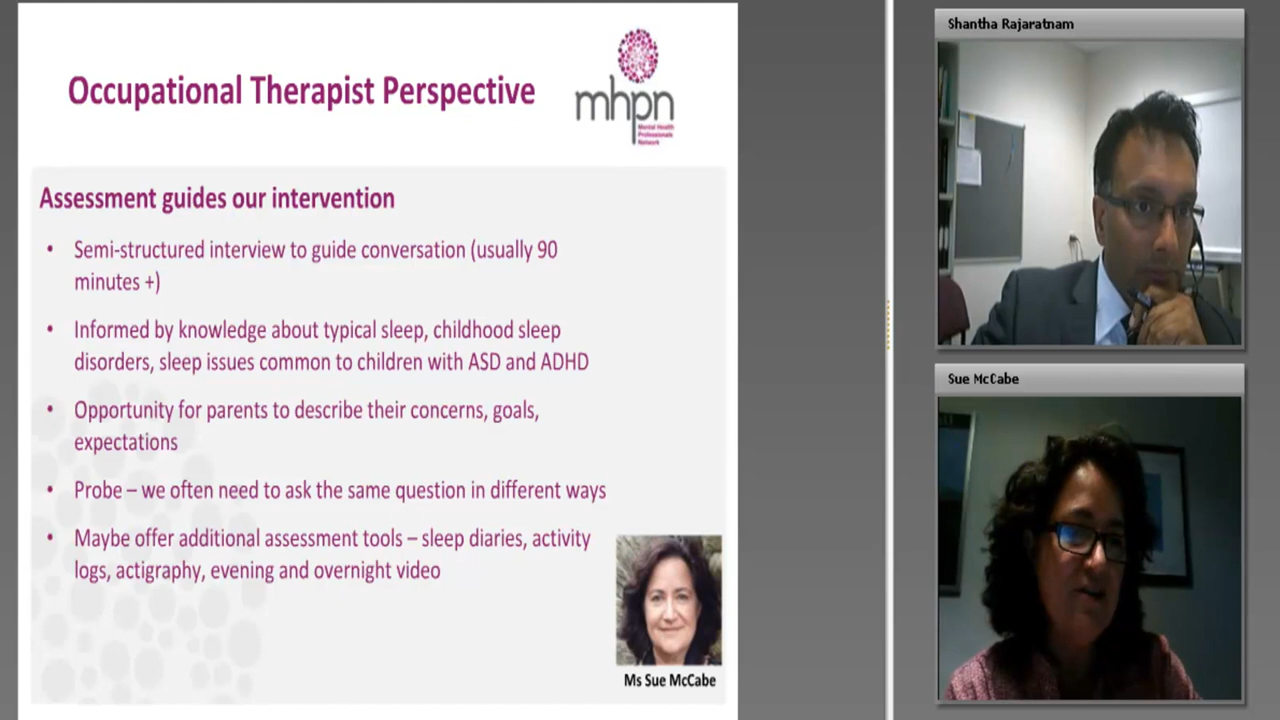 Occupational Therapist Perspective
mhpn
Mental Health
Professionals
Network
Assessment guides our intervention
• Semi-structured interview to guide conversation (usually 90
minutes +)
• Informed by knowledge about typical sleep, childhood sleep
disorders, sleep issues common to children with ASD and ADHD
• Opportunity for parents to describe their concerns, goals,
expectations
• Probe – we often need to ask the same question in different ways
• Maybe offer additional assessment tools – sleep diaries, activity
logs, actigraphy, evening and overnight video
Ms Sue McCabe
Shantha Rajaratnam
Sue McCabe